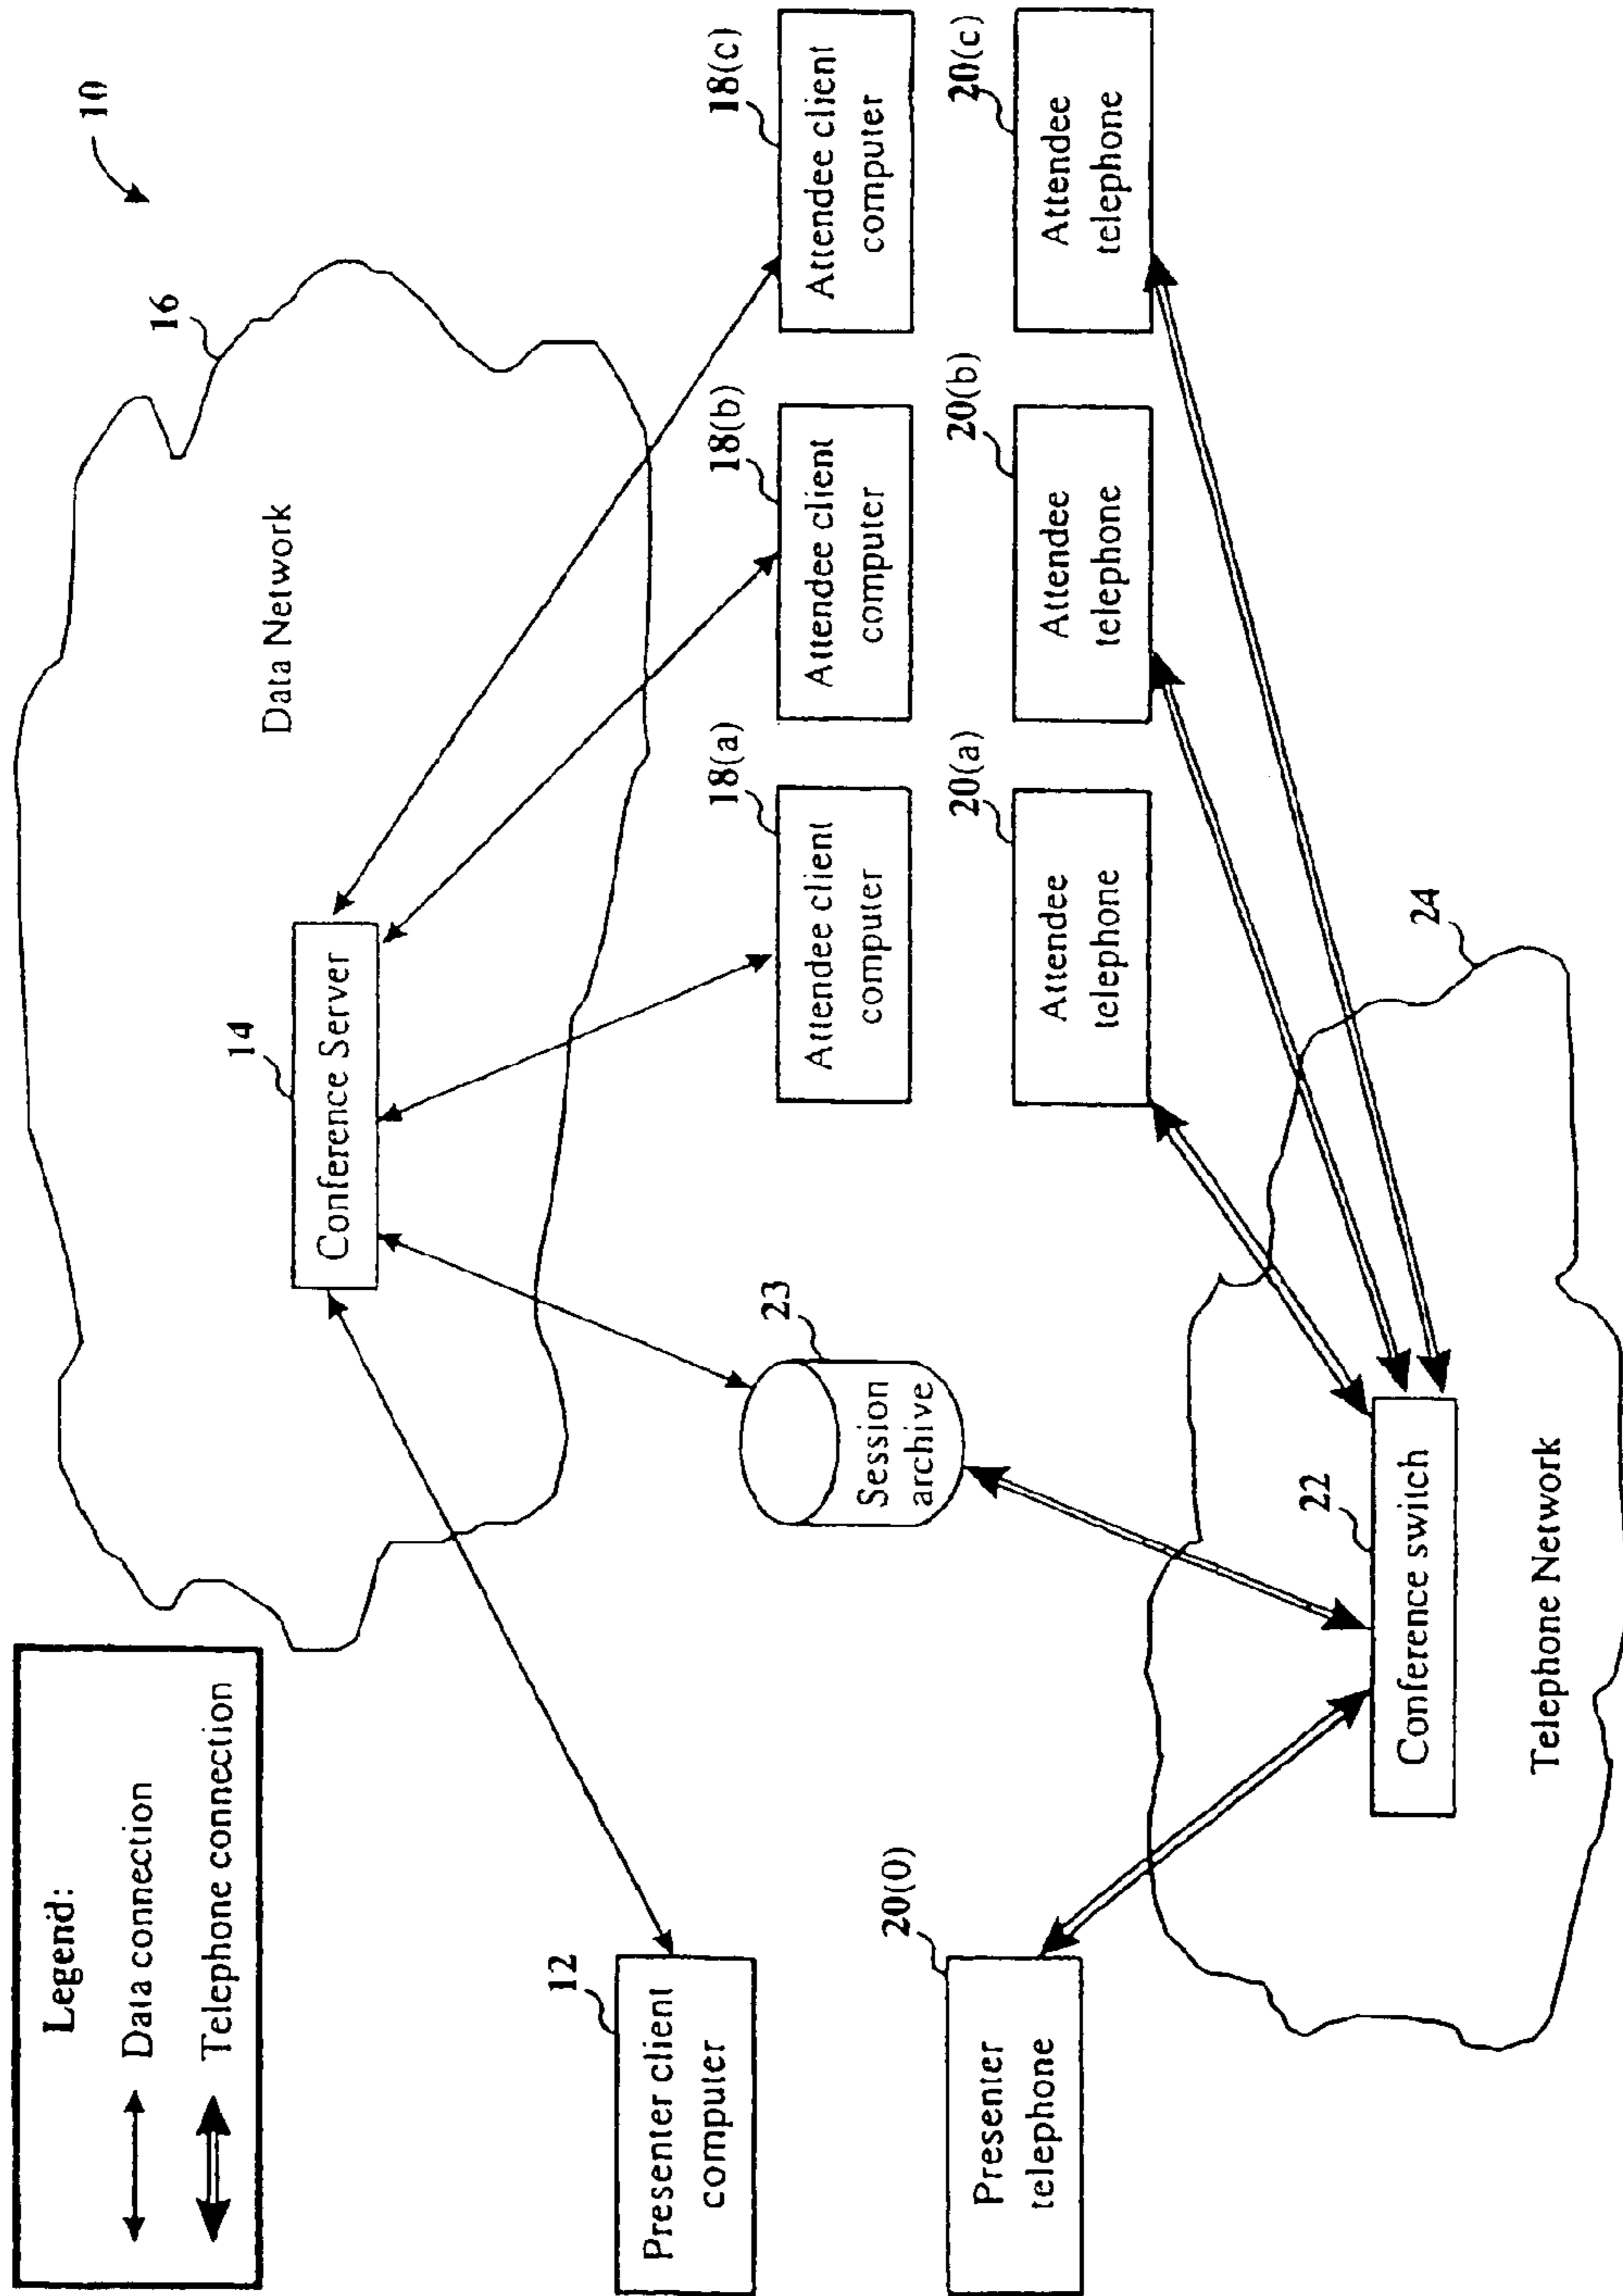 Legend:
Data connection
Telephone connection
10
16
Data Network
14
Conference Server
12
Presenter client
computer
23
Session
archive
18(a)
Attendee client
computer
18(b)
Attendee client
computer
18(c)
Attendee client
computer
20(0)
Presenter
telephone
20(a)
Attendee
telephone
20(b)
Attendee
telephone
20(c)
Attendee
telephone
22
Conference switch
24
Telephone Network